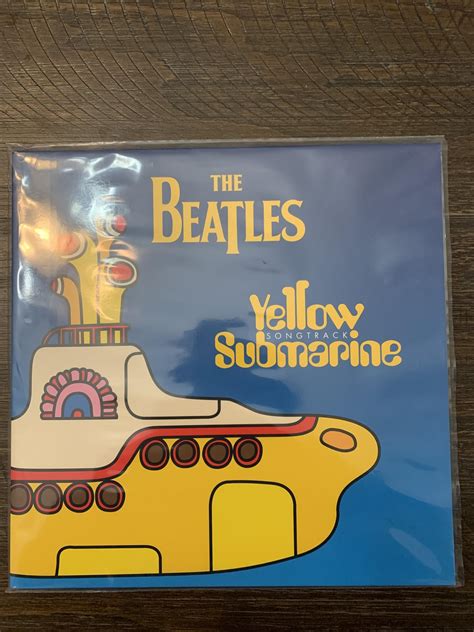 THE
BEATLES
Yellow
SONGTRACK
Submarine